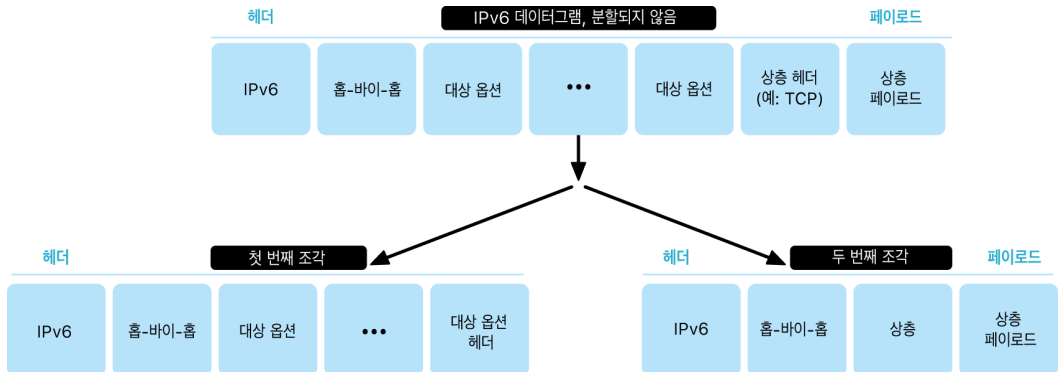 헤더
IPv6 데이터그램, 분할되지 않음
페이로드
IPv6
홉-바이-홉
대상 옵션
•••
대상 옵션
상층 헤더
(예: TCP)
상층
페이로드
헤더
첫 번째 조각
IPv6
홉-바이-홉
대상 옵션
•••
대상 옵션
헤더
헤더
두 번째 조각
페이로드
IPv6
홉-바이-홉
상층
상층
페이로드